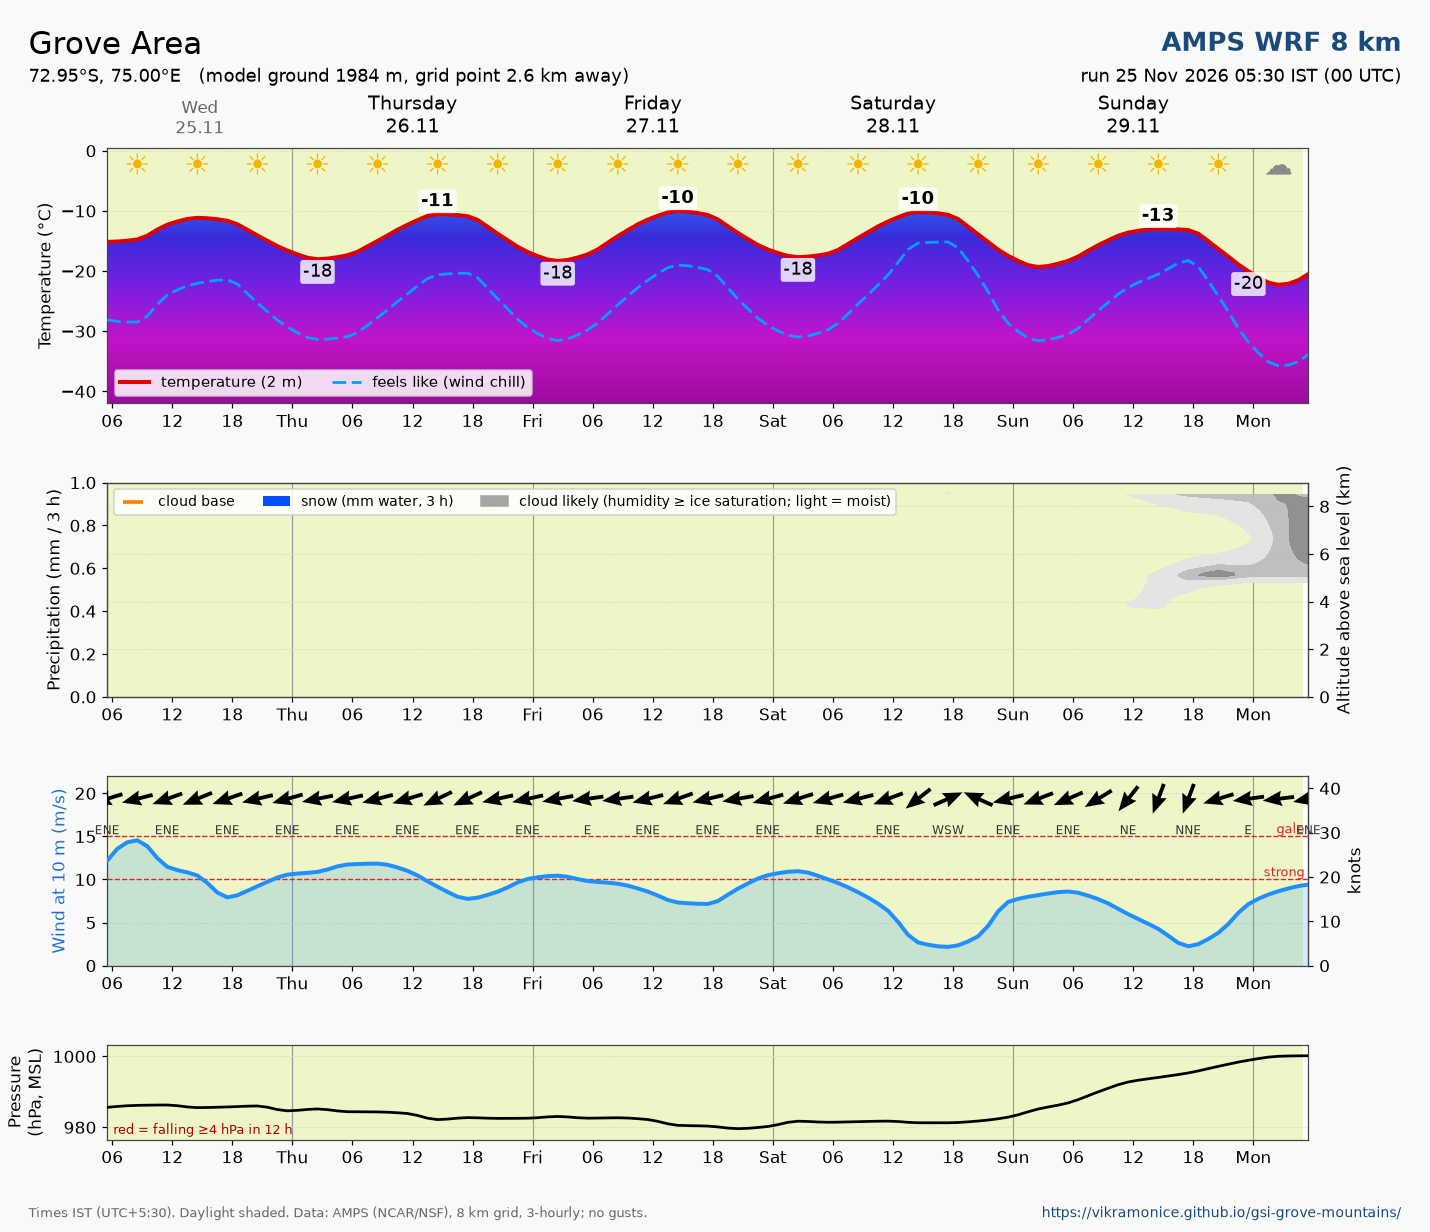 Grove Area
AMPS WRF 8 km
72.95°S, 75.00°E (model ground 1984 m, grid point 2.6 km away)
run 25 Nov 2026 05:30 IST (00 UTC)
Wed Thursday Friday Saturday Sunday
25.11 26.11 27.11 28.11 29.11
Temperature (°C)
0
−10
−20
−30
−40
-11 -10 -10 -13
-18 -18 -18 -20
temperature (2 m) feels like (wind chill)
06 12 18 Thu 06 12 18 Fri 06 12 18 Sat 06 12 18 Sun 06 12 18 Mon
Precipitation (mm / 3 h)
1.0
0.8
0.6
0.4
0.2
0.0
cloud base snow (mm water, 3 h) cloud likely (humidity ≥ ice saturation; light = moist)
Altitude above sea level (km)
8
6
4
2
0
06 12 18 Thu 06 12 18 Fri 06 12 18 Sat 06 12 18 Sun 06 12 18 Mon
Wind at 10 m (m/s)
20
15
10
5
0
ENE ENE ENE ENE ENE ENE ENE ENE E ENE ENE ENE ENE ENE WSW ENE ENE NE NNE E ENE
gale
strong
knots
40
30
20
10
0
06 12 18 Thu 06 12 18 Fri 06 12 18 Sat 06 12 18 Sun 06 12 18 Mon
Pressure
(hPa, MSL)
1000
980
red = falling ≥4 hPa in 12 h
06 12 18 Thu 06 12 18 Fri 06 12 18 Sat 06 12 18 Sun 06 12 18 Mon
Times IST (UTC+5:30). Daylight shaded. Data: AMPS (NCAR/NSF), 8 km grid, 3-hourly; no gusts.
https://vikramonice.github.io/gsi-grove-mountains/